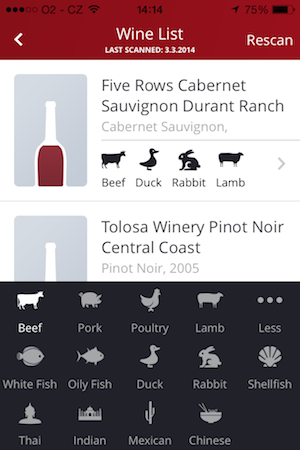 O2 - CZ 14:14 75%
Wine List
LAST SCANNED: 3.3.2014
Rescan
Five Rows Cabernet
Sauvignon Durant Ranch
Cabernet Sauvignon,
Beef Duck Rabbit Lamb
Tolosa Winery Pinot Noir
Central Coast
Pinot Noir, 2005
Beef Pork Poultry Lamb Less
White Fish Oily Fish Duck Rabbit Shellfish
Thai Indian Mexican Chinese